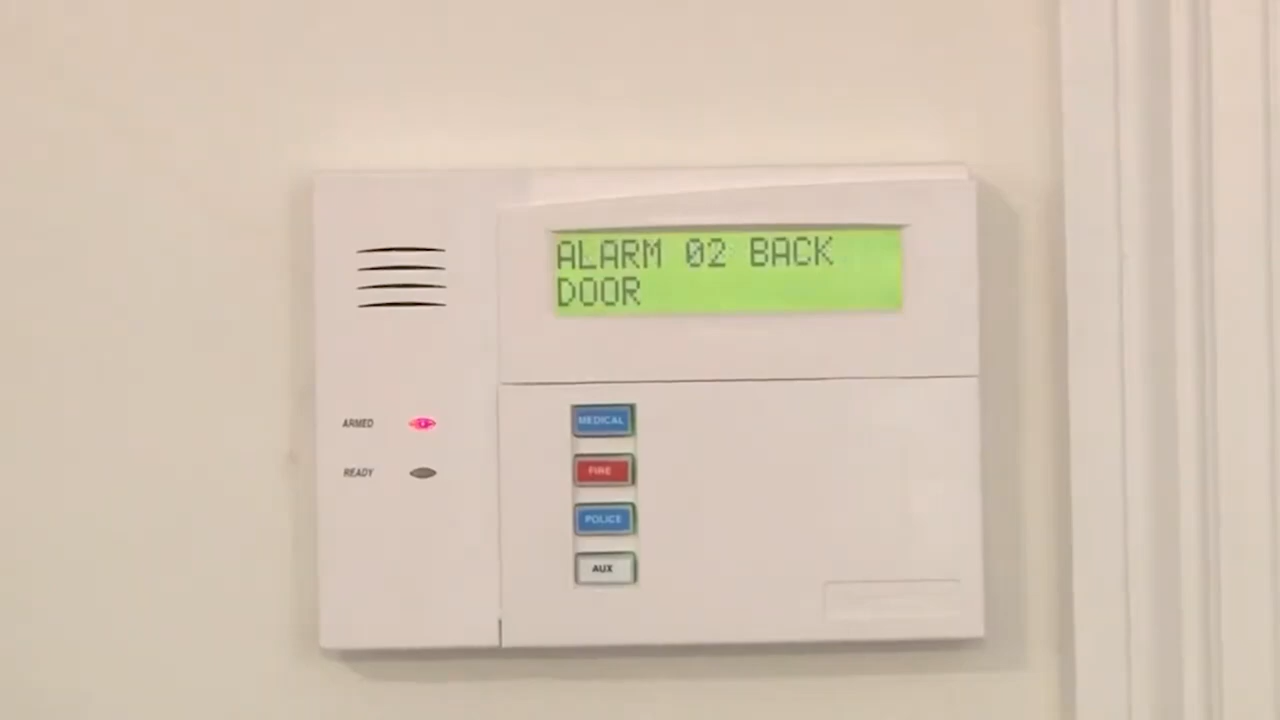 ALARM 02 BACK
DOOR
ARMED
READY
MEDICAL
FIRE
POLICE
AUX